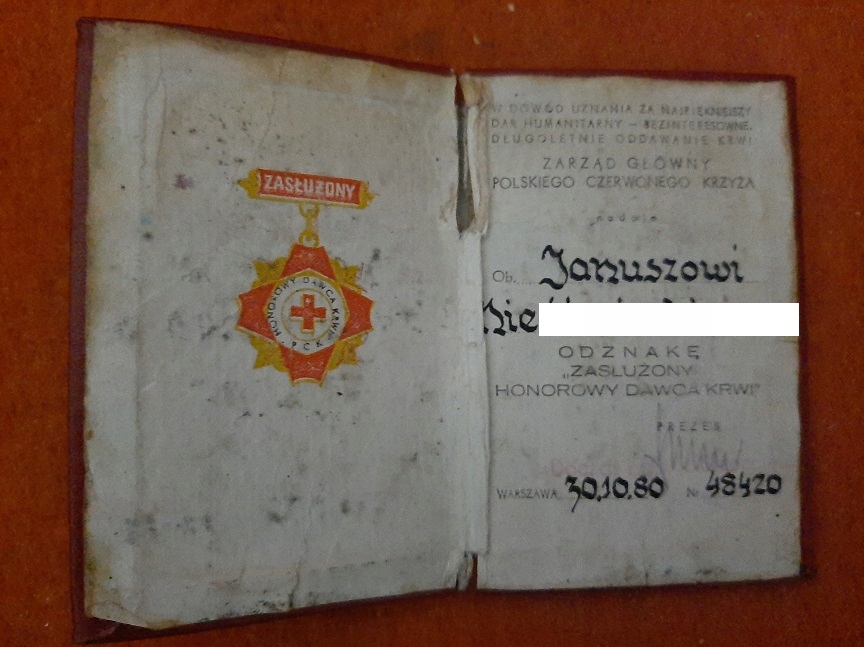 ZASŁUŻONY
HONOROWY DAWCA KRWI
PCK
W DOWÓD UZNANIA ZA NAJPIĘKNIEJSZY
DAR HUMANITARNY – BEZINTERESOWNE,
DŁUGOLETNIE ODDAWANIE KRWI
ZARZĄD GŁÓWNY
POLSKIEGO CZERWONEGO KRZYŻA
nadaje
Ob. Januszowi
ODZNAKĘ
„ZASŁUŻONY
HONOROWY DAWCA KRWI"
PREZES
WARSZAWA, 30.10.80 Nr 48420